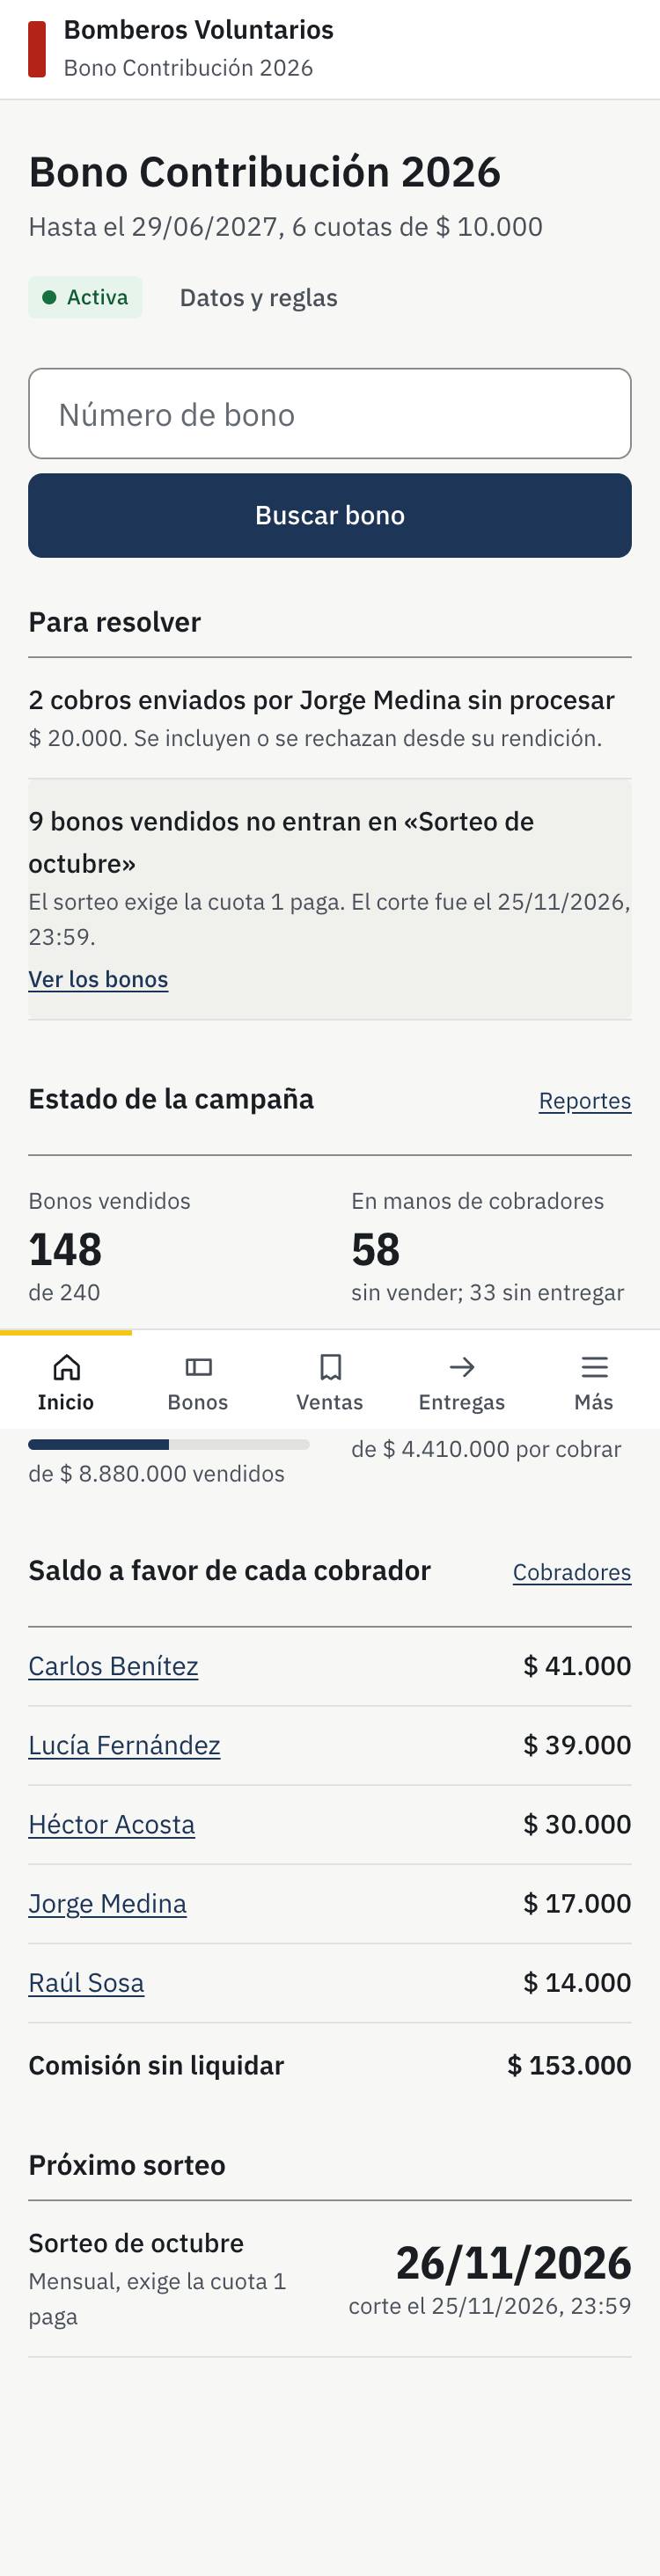 Bomberos Voluntarios
Bono Contribución 2026
Bono Contribución 2026
Hasta el 29/06/2027, 6 cuotas de $ 10.000
Activa
Datos y reglas
Número de bono
Buscar bono
Para resolver
2 cobros enviados por Jorge Medina sin procesar
$ 20.000. Se incluyen o se rechazan desde su rendición.
9 bonos vendidos no entran en «Sorteo de
octubre»
El sorteo exige la cuota 1 paga. El corte fue el 25/11/2026,
23:59.
Ver los bonos
Estado de la campaña
Reportes
Bonos vendidos
148
de 240
En manos de cobradores
58
sin vender; 33 sin entregar
Inicio
Bonos
Ventas
Entregas
Más
de $ 8.880.000 vendidos
de $ 4.410.000 por cobrar
Saldo a favor de cada cobrador
Cobradores
Carlos Benítez
$ 41.000
Lucía Fernández
$ 39.000
Héctor Acosta
$ 30.000
Jorge Medina
$ 17.000
Raúl Sosa
$ 14.000
Comisión sin liquidar
$ 153.000
Próximo sorteo
Sorteo de octubre
Mensual, exige la cuota 1
paga
26/11/2026
corte el 25/11/2026, 23:59